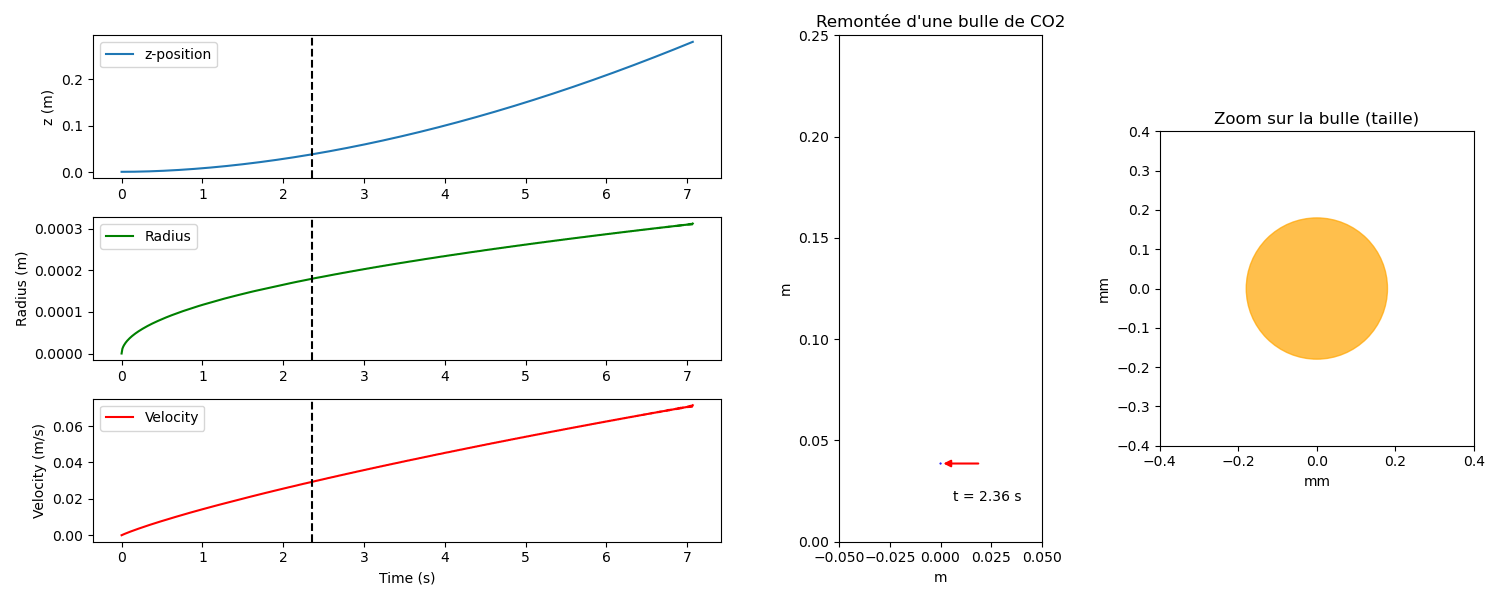 z-position
z (m)
0.2
0.1
0.0
0 1 2 3 4 5 6 7
Radius
Radius (m)
0.0003
0.0002
0.0001
0.0000
0 1 2 3 4 5 6 7
Velocity
Velocity (m/s)
0.06
0.04
0.02
0.00
0 1 2 3 4 5 6 7
Time (s)
Remontée d'une bulle de CO2
0.25
0.20
0.15
m
0.10
0.05
t = 2.36 s
0.00
−0.050 −0.025 0.000 0.025 0.050
m
Zoom sur la bulle (taille)
0.4
0.3
0.2
0.1
mm
0.0
−0.1
−0.2
−0.3
−0.4
−0.4 −0.2 0.0 0.2 0.4
mm